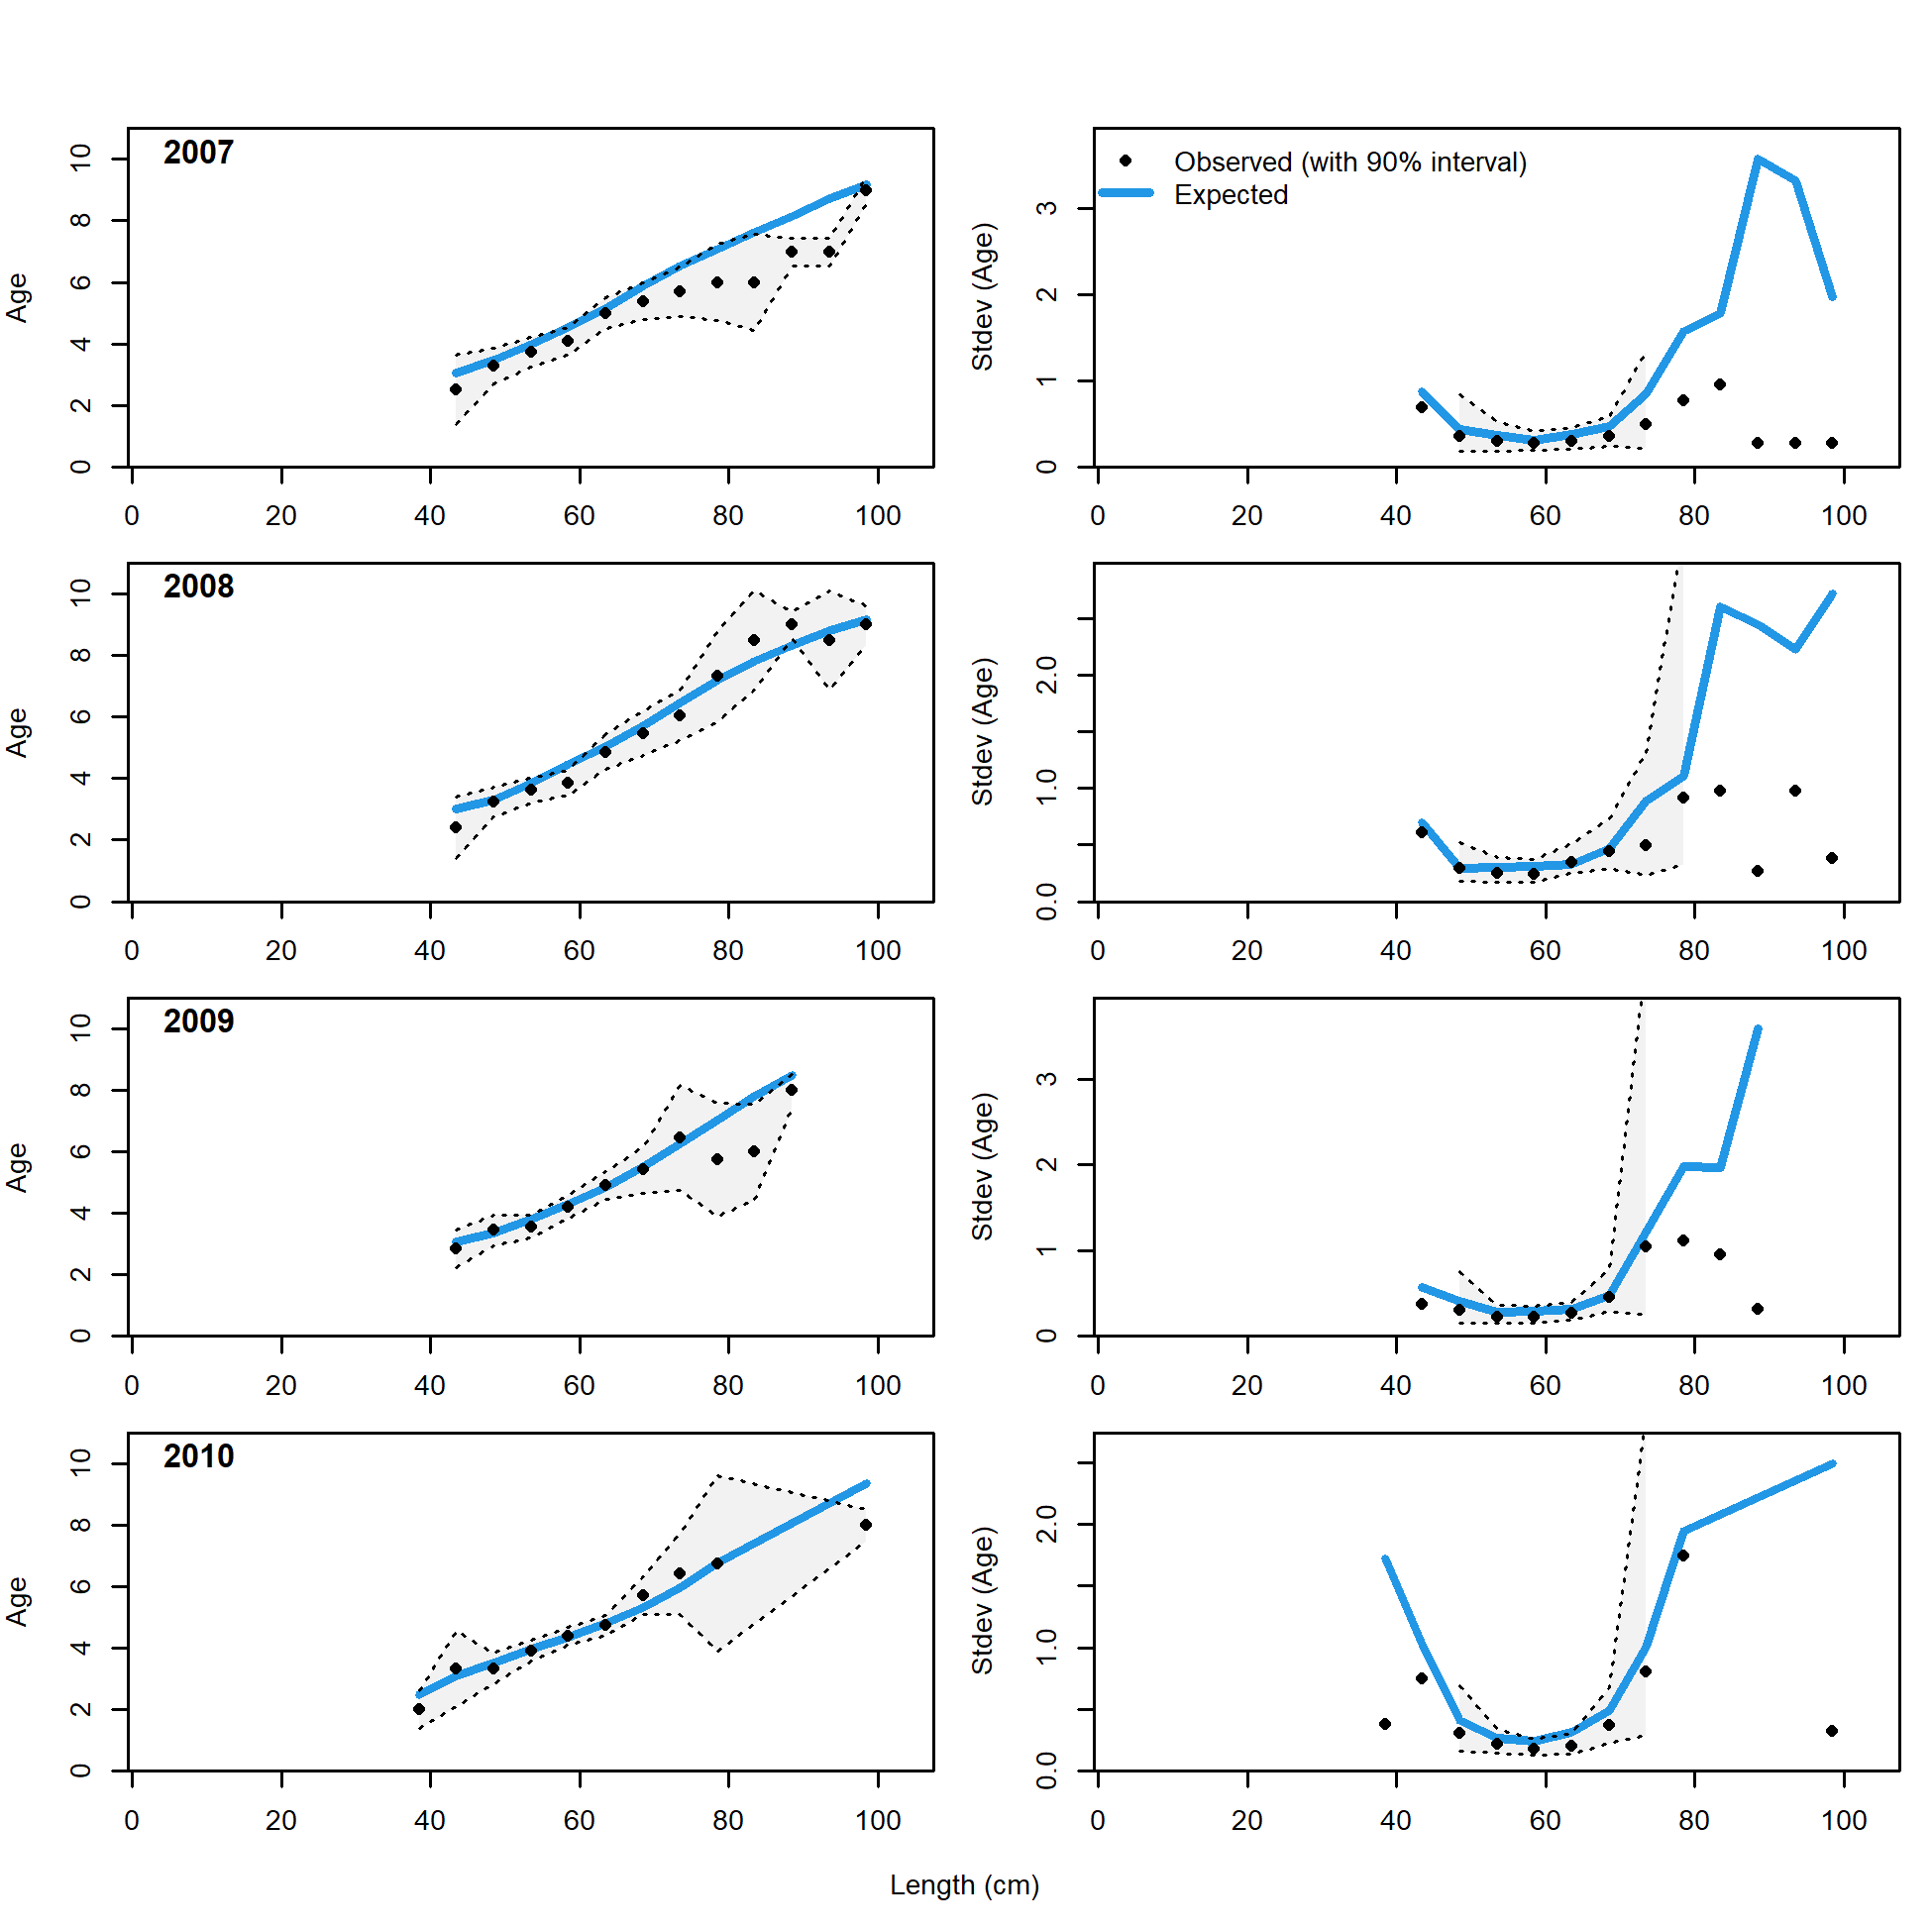 2007
Age
0 2 4 6 8 10
0 20 40 60 80 100
Observed (with 90% interval)
Expected
Stdev (Age)
0 1 2 3
0 20 40 60 80 100
2008
Age
0 2 4 6 8 10
0 20 40 60 80 100
Stdev (Age)
0.0 1.0 2.0
0 20 40 60 80 100
2009
Age
0 2 4 6 8 10
0 20 40 60 80 100
Stdev (Age)
0 1 2 3
0 20 40 60 80 100
2010
Age
0 2 4 6 8 10
0 20 40 60 80 100
Stdev (Age)
0.0 1.0 2.0
0 20 40 60 80 100
Length (cm)